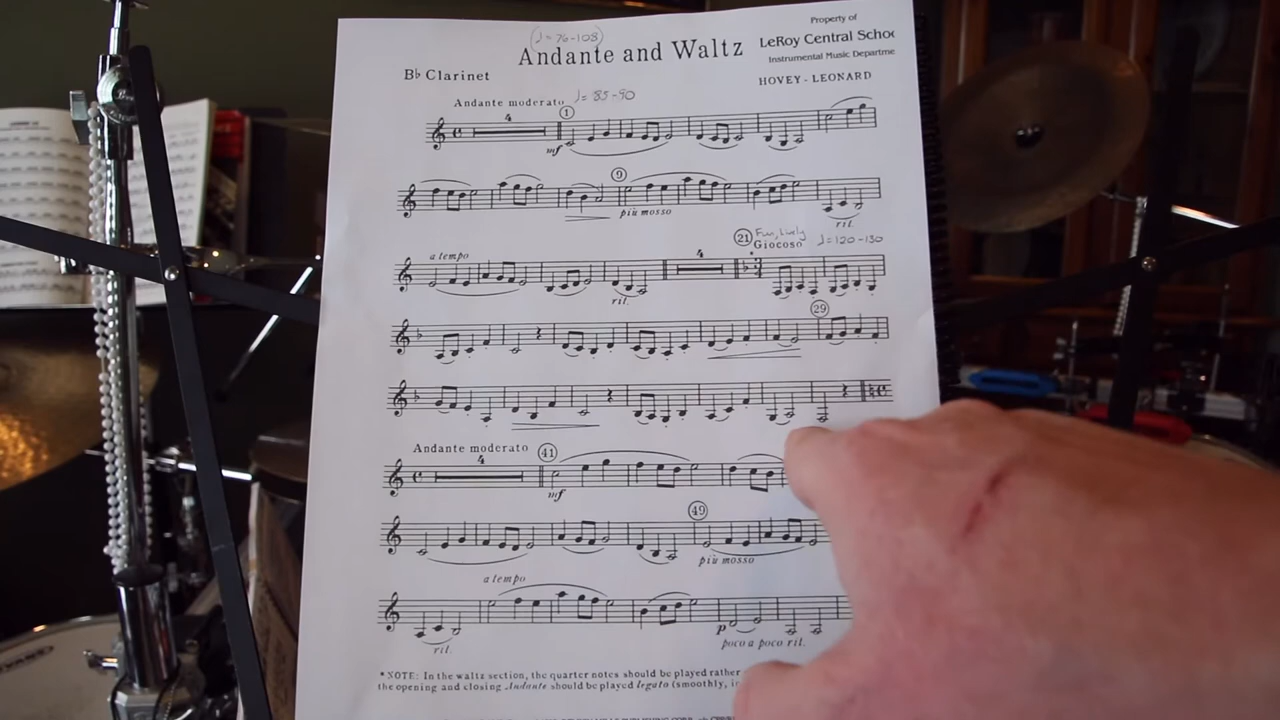 (♩= 76-108)
Andante and Waltz
Property of
LeRoy Central Schoo
Instrumental Music Departme
B♭ Clarinet
HOVEY - LEONARD
Andante moderato ♩= 85-90
4
1
mf
9
più mosso
rit.
a tempo
rit.
4
21
Fun, Lively
Giocoso
♩=120-130
3
4
29
Andante moderato
4
41
mf
49
più mosso
a tempo
rit.
p
poco a poco rit.
* NOTE: In the waltz section, the quarter notes should be played rather
the opening and closing Andante should be played legato (smoothly, in